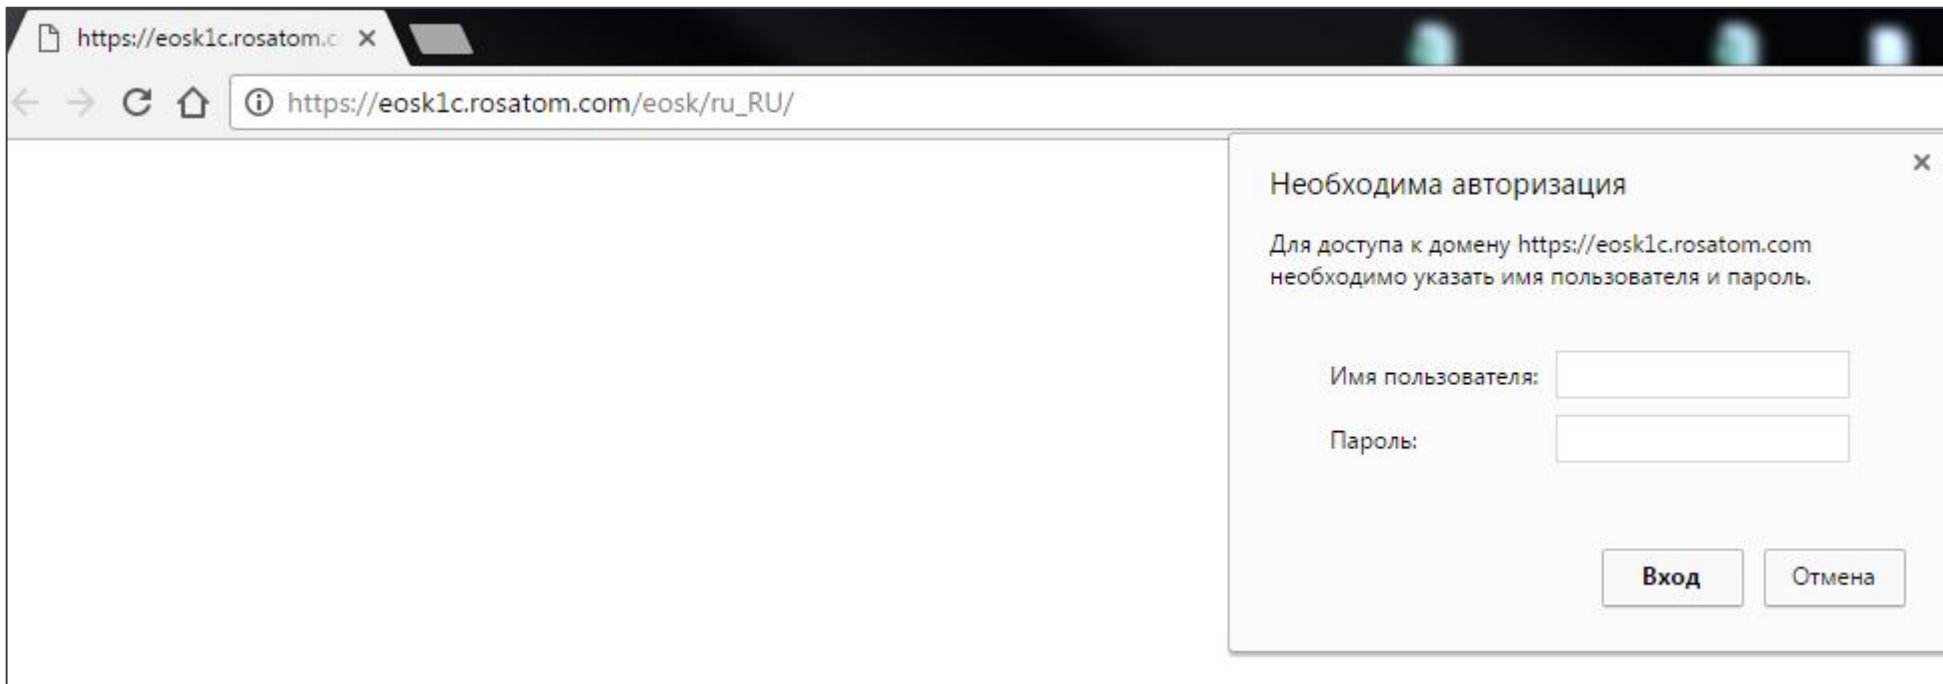 https://eosk1c.rosatom.c
https://eosk1c.rosatom.com/eosk/ru_RU/
Необходима авторизация
Для доступа к домену https://eosk1c.rosatom.com
необходимо указать имя пользователя и пароль.
Имя пользователя:
Пароль:
Вход Отмена